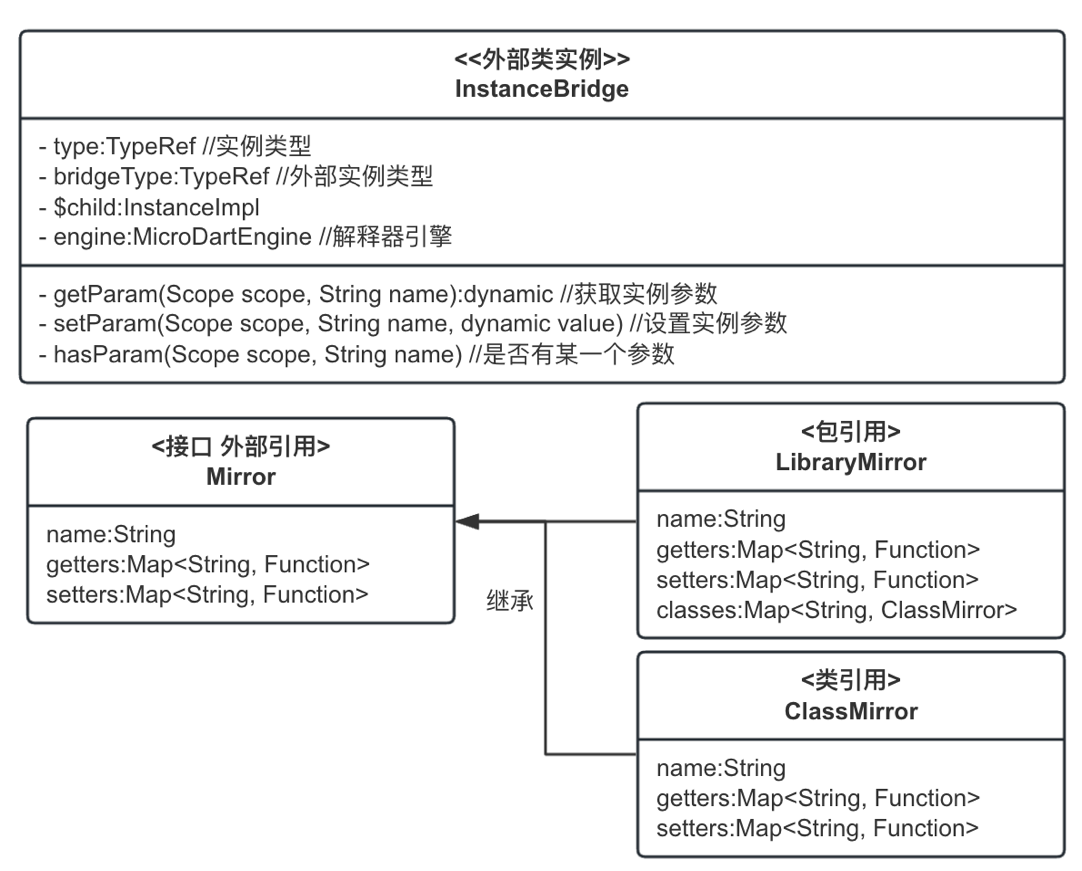 <<外部类实例>>
InstanceBridge
- type:TypeRef //实例类型
- bridgeType:TypeRef //外部实例类型
- $child:InstanceImpl
- engine:MicroDartEngine //解释器引擎
- getParam(Scope scope, String name):dynamic //获取实例参数
- setParam(Scope scope, String name, dynamic value) //设置实例参数
- hasParam(Scope scope, String name) //是否有某一个参数
<接口 外部引用>
Mirror
name:String
getters:Map<String, Function>
setters:Map<String, Function>
继承
<包引用>
LibraryMirror
name:String
getters:Map<String, Function>
setters:Map<String, Function>
classes:Map<String, ClassMirror>
<类引用>
ClassMirror
name:String
getters:Map<String, Function>
setters:Map<String, Function>